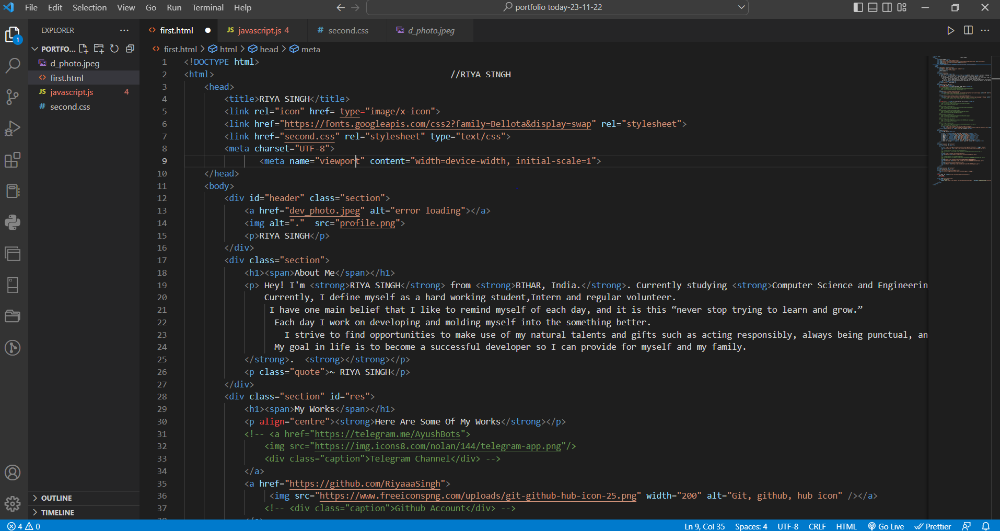 File Edit Selection View Go Run Terminal Help
portfolio today-23-11-22
EXPLORER
PORTFO...
d_photo.jpeg
first.html
JS javascript.js 4
# second.css
OUTLINE
TIMELINE
1
first.html
JS javascript.js 4
# second.css
d_photo.jpeg
first.html > html > head > meta
1 <!DOCTYPE html>
2 <html> //RIYA SINGH
3 <head>
4 <title>RIYA SINGH</title>
5 <link rel="icon" href= type="image/x-icon">
6 <link href="https://fonts.googleapis.com/css2?family=Bellota&display=swap" rel="stylesheet">
7 <link href="second.css" rel="stylesheet" type="text/css">
8 <meta charset="UTF-8">
9 <meta name="viewport" content="width=device-width, initial-scale=1">
10 </head>
11 <body>
12 <div id="header" class="section">
13 <a href="dev_photo.jpeg" alt="error loading"></a>
14 <img alt="."  src="profile.png">
15 <p>RIYA SINGH</p>
16 </div>
17 <div class="section">
18 <h1><span>About Me</span></h1>
19 <p> Hey! I'm <strong>RIYA SINGH</strong> from <strong>BIHAR, India.</strong>. Currently studying <strong>Computer Science and Engineerin
20 Currently, I define myself as a hard working student,Intern and regular volunteer.
21 I have one main belief that I like to remind myself of each day, and it is this “never stop trying to learn and grow.”
22 Each day I work on developing and molding myself into the something better.
23 I strive to find opportunities to make use of my natural talents and gifts such as acting responsibly, always being punctual, an
24 My goal in life is to become a successful developer so I can provide for myself and my family.
25 </strong>.  <strong></strong></p>
26 <p class="quote">~ RIYA SINGH</p>
27 </div>
28 <div class="section" id="res">
29 <h1><span>My Works</span></h1>
30 <p align="centre"><strong>Here Are Some Of My Works</strong></p>
31 <!-- <a href="https://telegram.me/AyushBots">
32 <img src="https://img.icons8.com/nolan/144/telegram-app.png"/>
33 <div class="caption">Telegram Channel</div> -->
34 </a>
35 <a href="https://github.com/RiyaaaSingh">
36 <img src="https://www.freeiconspng.com/uploads/git-github-hub-icon-25.png" width="200" alt="Git, github, hub icon" /></a>
37 <!-- <div class="caption">Github Account</div> -->
4 0
Ln 9, Col 35 Spaces: 4 UTF-8 CRLF HTML Go Live Prettier